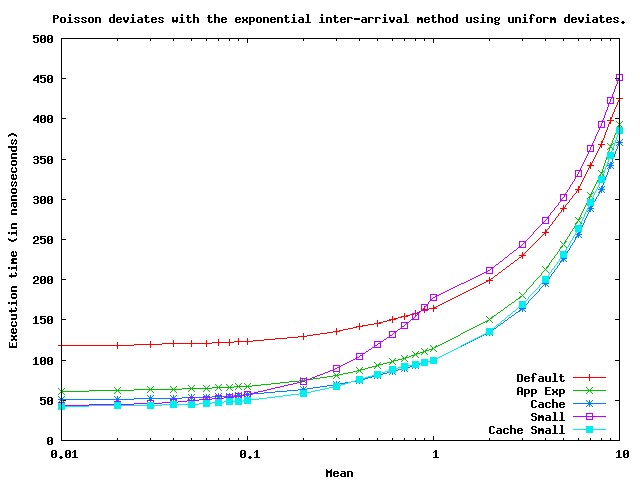 Poisson deviates with the exponential inter-arrival method using uniform deviates.
500
450
400
350
300
250
200
150
100
50
0
Execution time (in nanoseconds)
Default
App Exp
Cache
Small
Cache Small
0.01
0.1
1
10
Mean